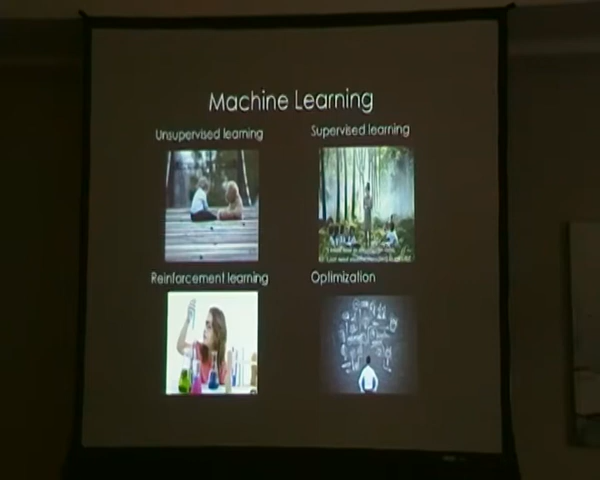 Machine Learning
Unsupervised learning
Supervised learning
Reinforcement learning
Optimization